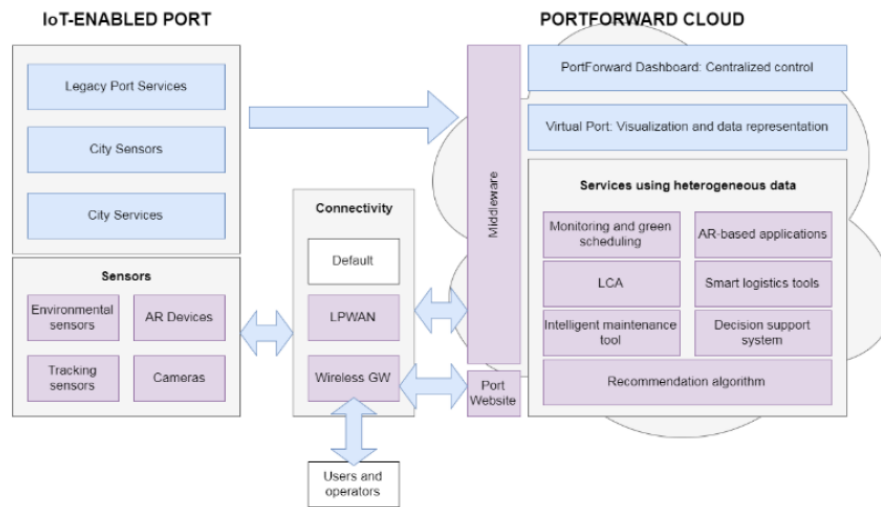 IoT-ENABLED PORT
PORTFORWARD CLOUD
Legacy Port Services
City Sensors
City Services
Sensors
Environmental
sensors
AR Devices
Tracking
sensors
Cameras
Connectivity
Default
LPWAN
Wireless GW
Users and
operators
Middleware
Port
Website
PortForward Dashboard: Centralized control
Virtual Port: Visualization and data representation
Services using heterogeneous data
Monitoring and green
scheduling
AR-based applications
LCA
Smart logistics tools
Intelligent maintenance
tool
Decision support
system
Recommendation algorithm